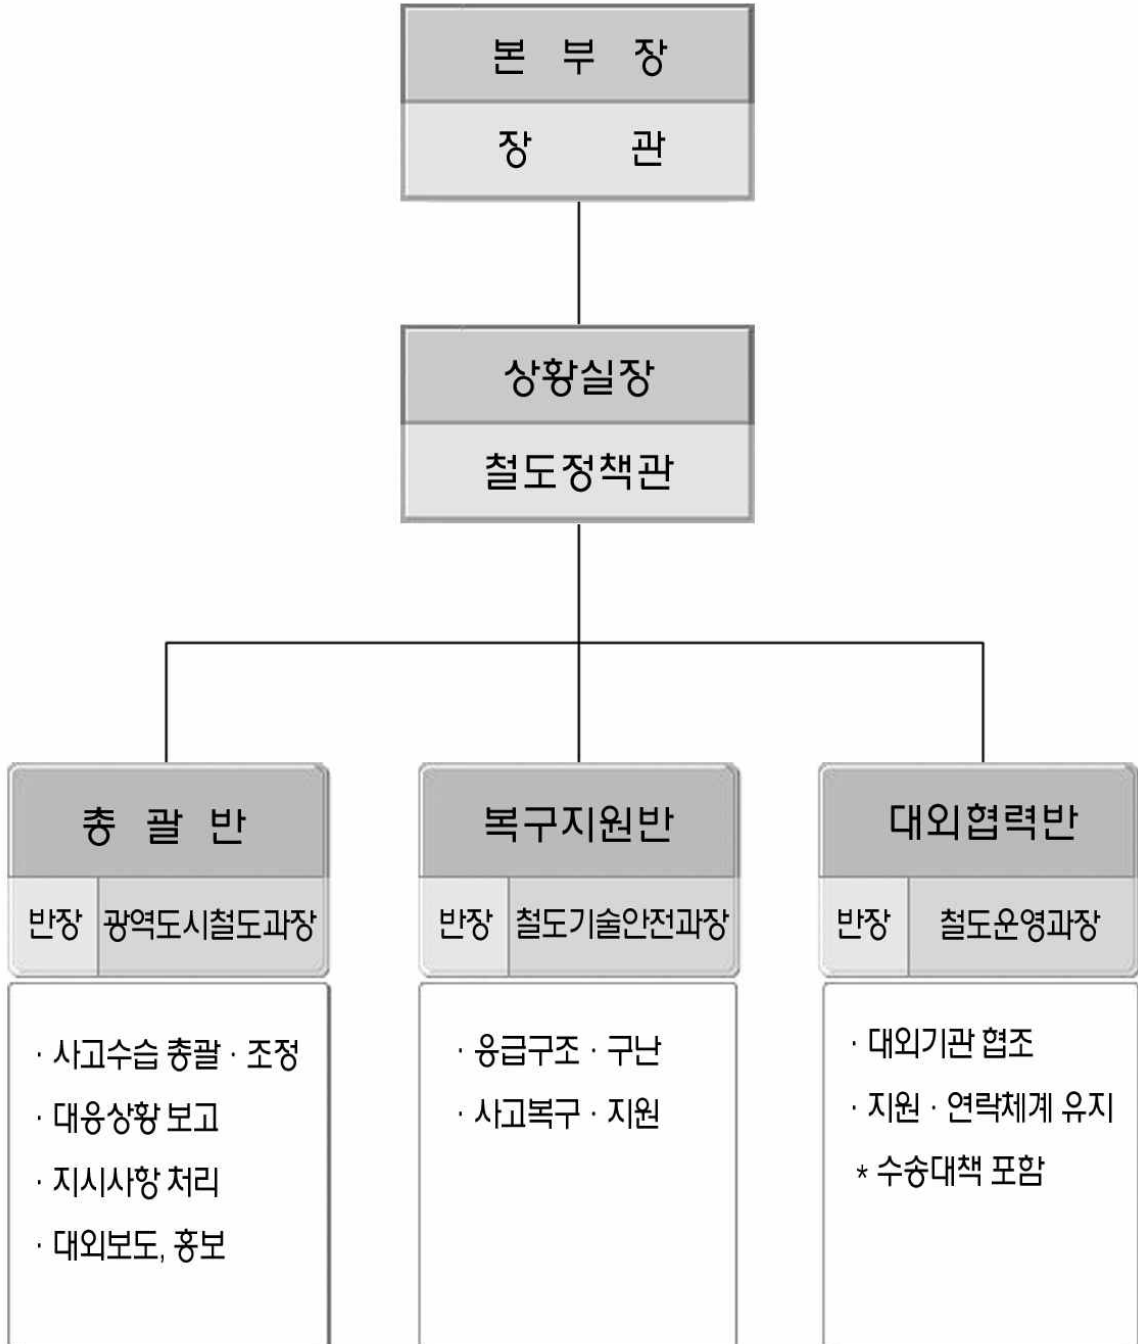 본 부 장
장 관
상황실장
철도정책관
총 괄 반
반장 광역도시철도과장
· 사고수습 총괄 · 조정
· 대응상황 보고
· 지시사항 처리
· 대외보도, 홍보
복구지원반
반장 철도기술안전과장
· 응급구조 · 구난
· 사고복구 · 지원
대외협력반
반장 철도운영과장
· 대외기관 협조
· 지원 · 연락체계 유지
* 수송대책 포함